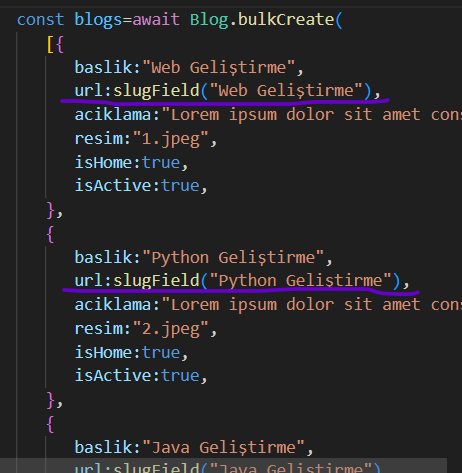 const blogs=await Blog.bulkCreate(
[{
baslik:"Web Geliştirme",
url:slugField("Web Geliştirme"),
aciklama:"Lorem ipsum dolor sit amet cons
resim:"1.jpeg",
isHome:true,
isActive:true,
},
{
baslik:"Python Geliştirme",
url:slugField("Python Geliştirme"),
aciklama:"Lorem ipsum dolor sit amet cons
resim:"2.jpeg",
isHome:true,
isActive:true,
},
{
baslik:"Java Geliştirme",
url:slugField("Java Geliştirme")